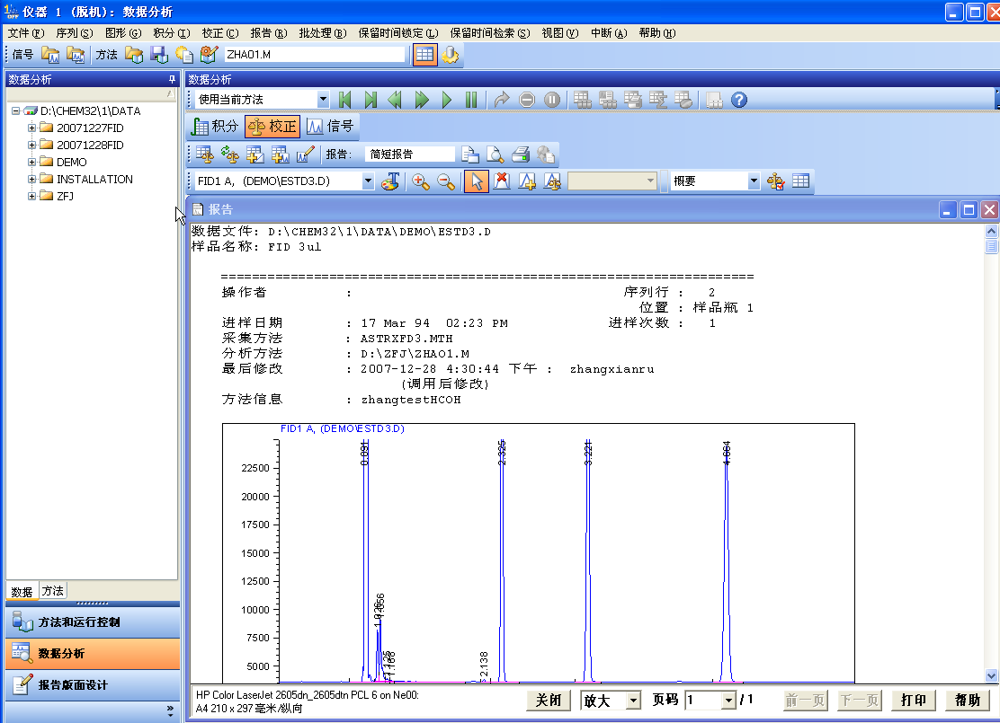 仪器 1 (脱机): 数据分析
文件(F) 序列(S) 图形(G) 积分(I) 校正(C) 报告(R) 批处理(B) 保留时间锁定(L) 保留时间检索(S) 视图(V) 中断(A) 帮助(H)
信号 方法 ZHAO1.M
数据分析
D:\CHEM32\1\DATA
20071227FID
20071228FID
DEMO
INSTALLATION
ZFJ
数据 方法
方法和运行控制
数据分析
报告版面设计
数据分析
使用当前方法
积分 校正 信号
报告: 简短报告
FID1 A, (DEMO\ESTD3.D) 概要
报告
数据文件: D:\CHEM32\1\DATA\DEMO\ESTD3.D
样品名称: FID 3ul
=====================================================================
操作者 : 序列行 : 2
位置 : 样品瓶 1
进样日期 : 17 Mar 94 02:23 PM 进样次数 : 1
采集方法 : ASTRXFD3.MTH
分析方法 : D:\ZFJ\ZHAO1.M
最后修改 : 2007-12-28 4:30:44 下午 : zhangxianru
(调用后修改)
方法信息 : zhangtestHCOH
FID1 A, (DEMO\ESTD3.D)
2.325
3.221
4.664
22500
20000
17500
15000
12500
10000
7500
5000
2.138
HP Color LaserJet 2605dn_2605dtn PCL 6 on Ne00:
A4 210 x 297 毫米/纵向
关闭 放大 页码 1 / 1 前一页 下一页 打印 帮助